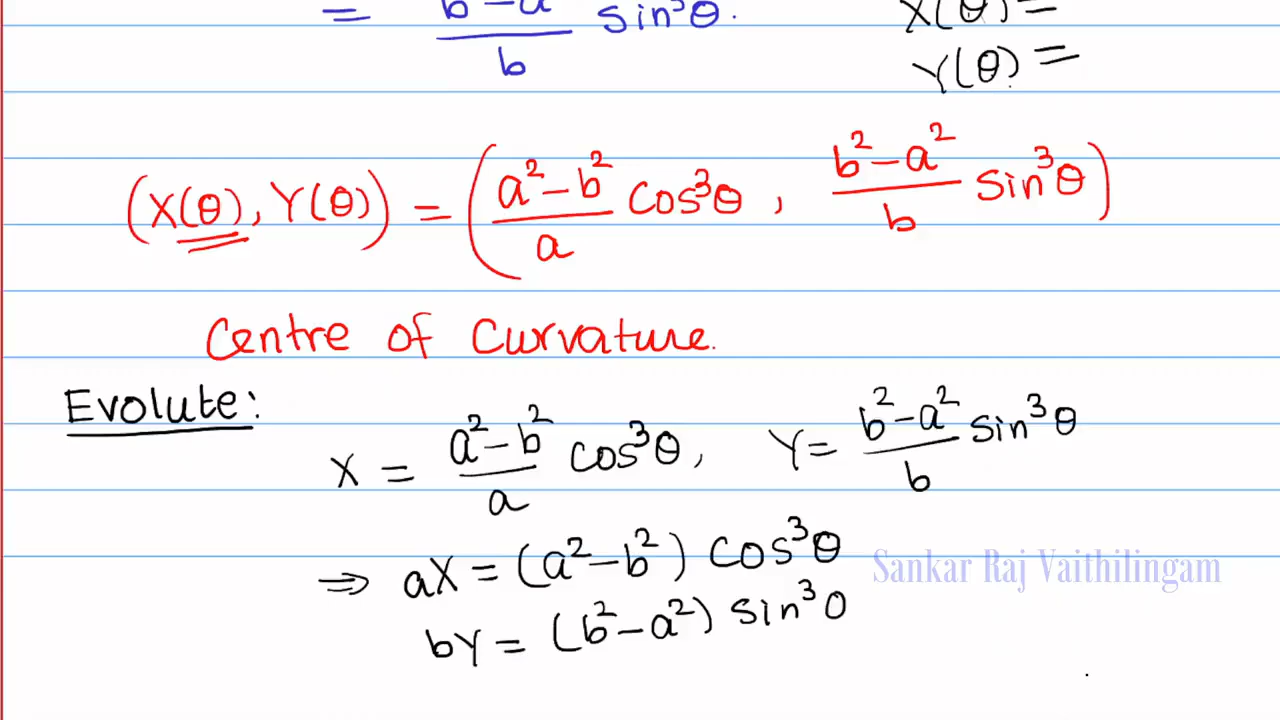 = b²-a²/b sin³θ.
X(θ) =
Y(θ) =
(X(θ), Y(θ)) = (a²-b²/a cos³θ, b²-a²/b sin³θ)
Centre of Curvature.
Evolute:
X = a²-b²/a cos³θ, Y = b²-a²/b sin³θ
⇒ aX = (a²-b²) cos³θ
bY = (b²-a²) sin³θ
Sankar Raj Vaithilingam